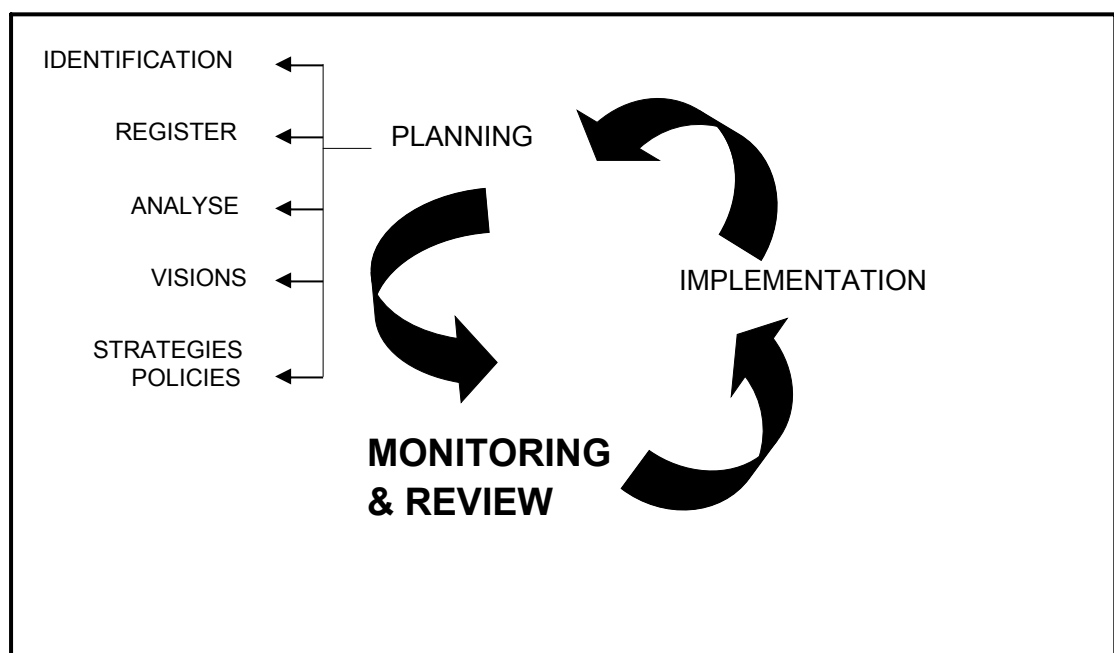 IDENTIFICATION
REGISTER
PLANNING
ANALYSE
VISIONS
IMPLEMENTATION
STRATEGIES
POLICIES
MONITORING
& REVIEW